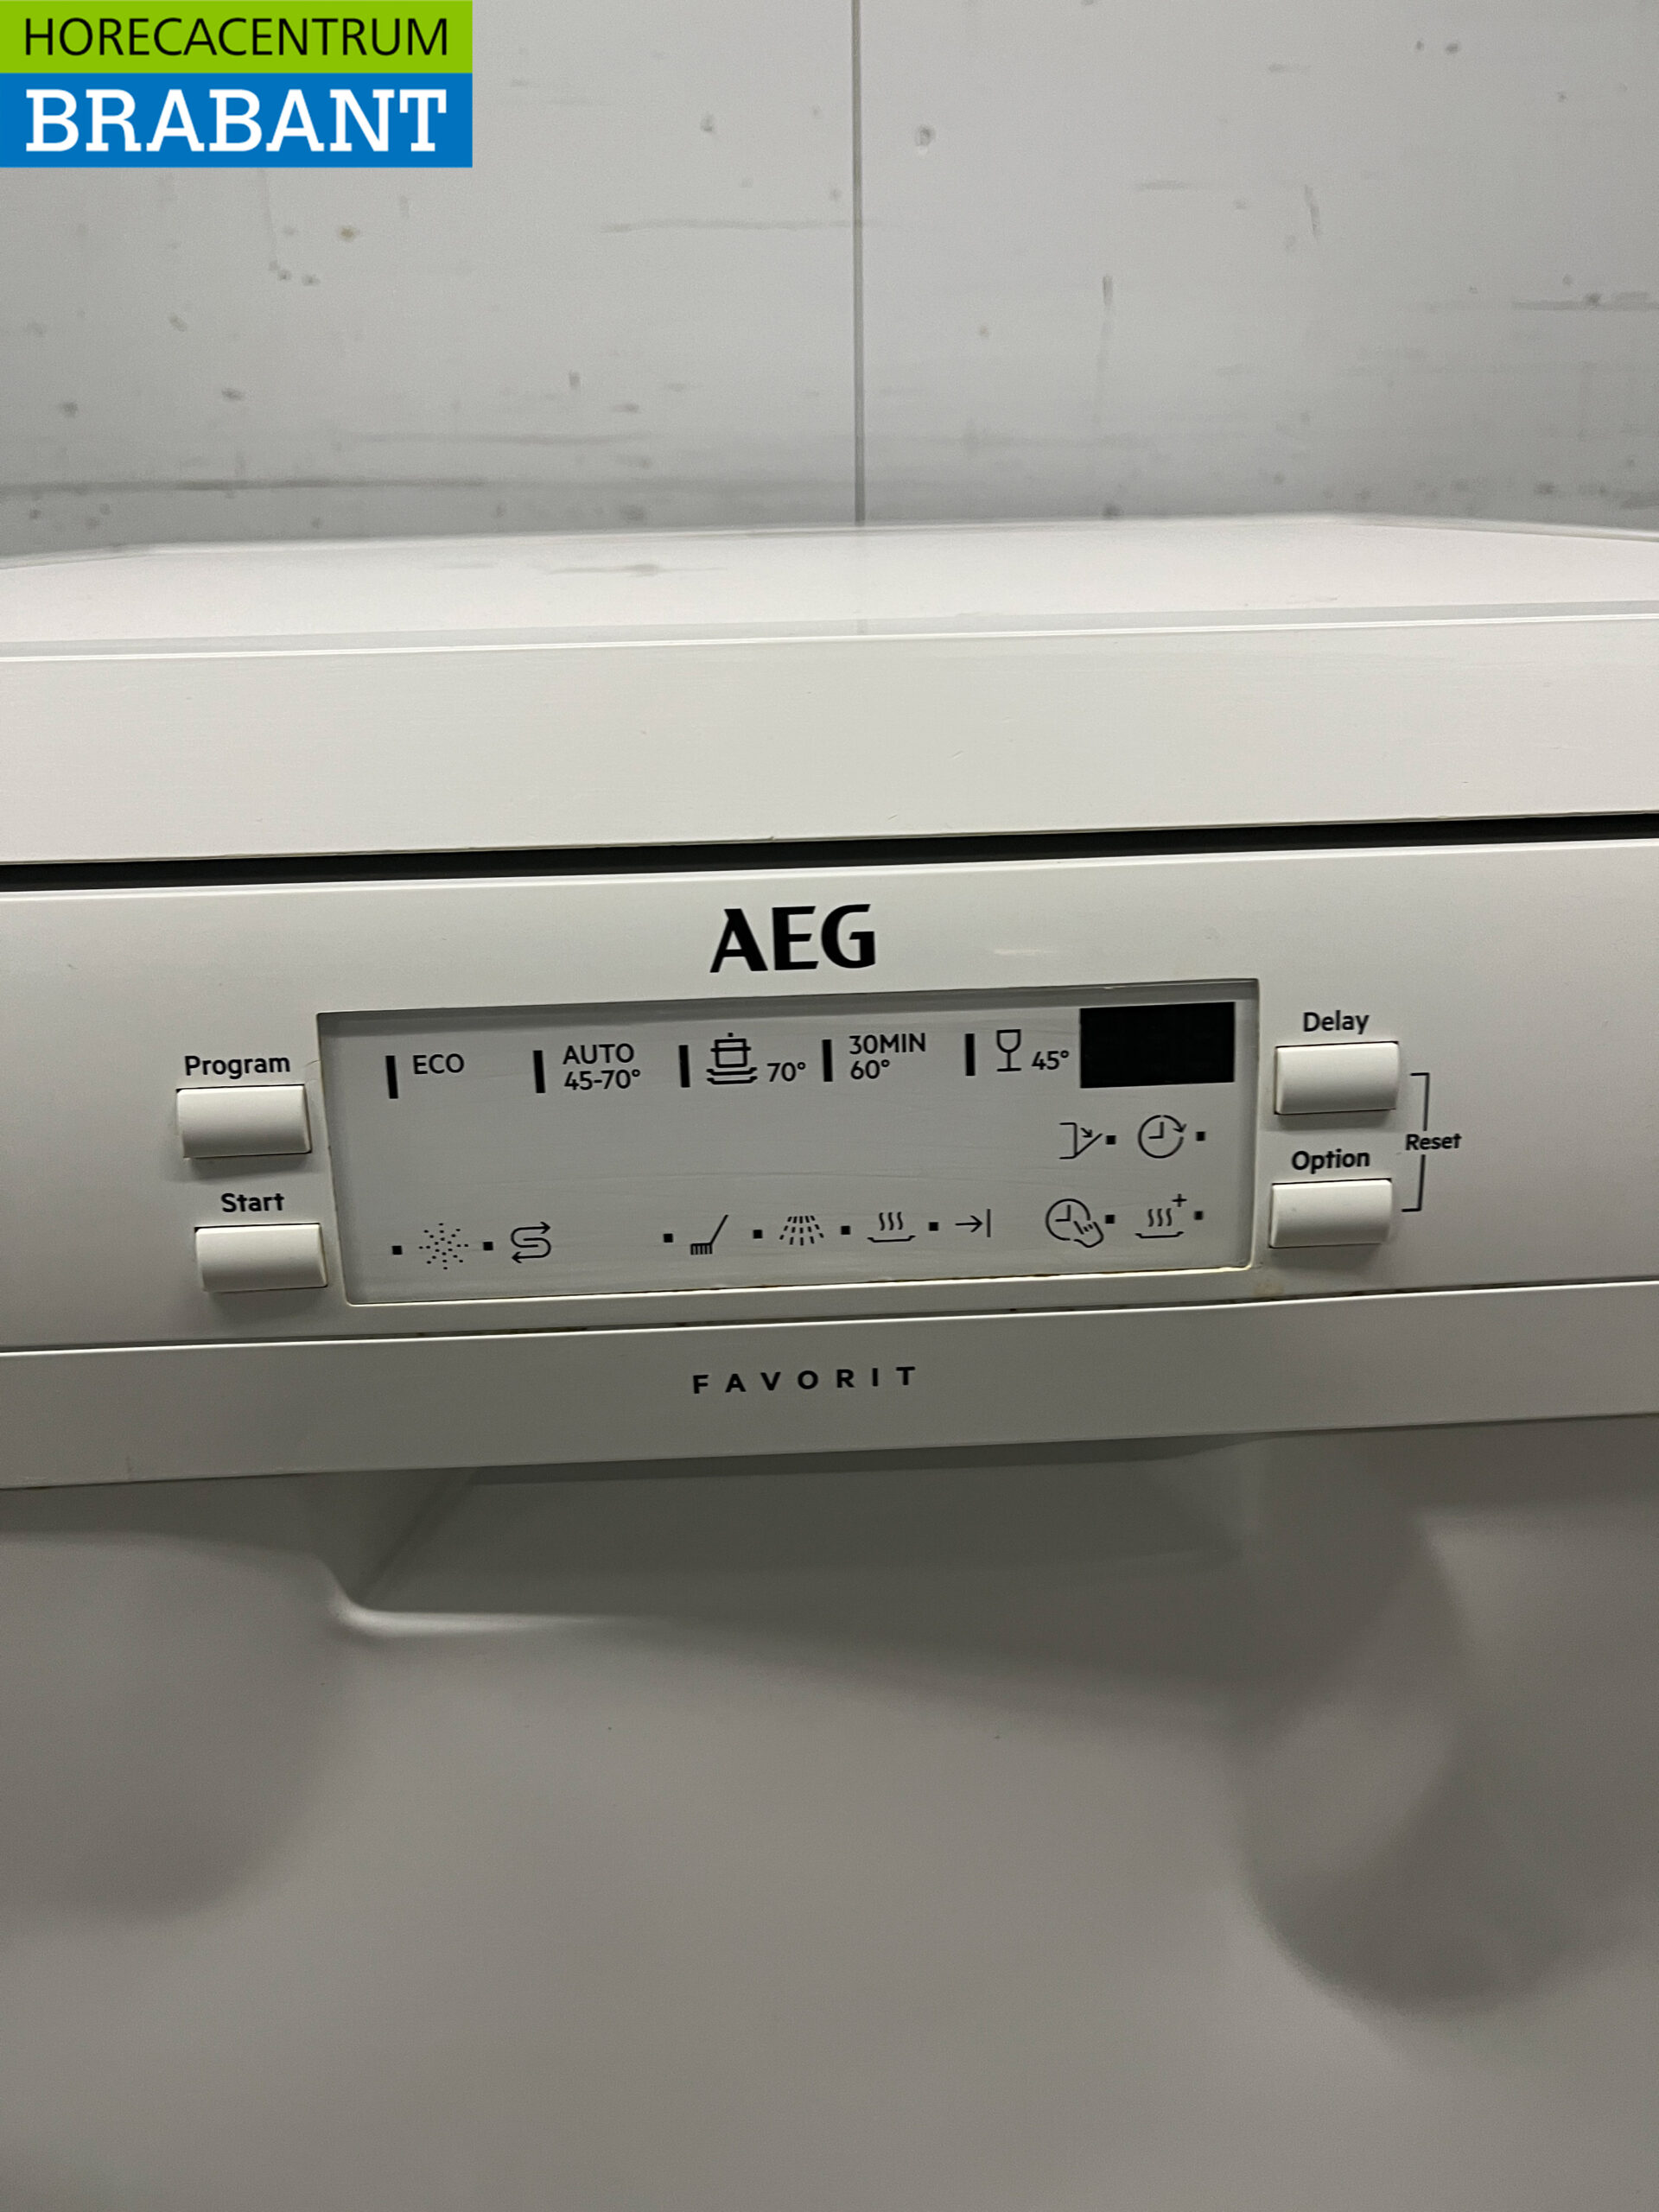 HORECACENTRUM
BRABANT
AEG
Program
Start
ECO
AUTO
45-70°
70°
30MIN
60°
45°
Delay
Option
Reset
FAVORIT